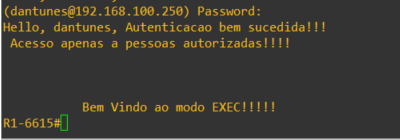 (dantunes@192.168.100.250) Password:
Hello, dantunes, Autenticacao bem sucedida!!!
Acesso apenas a pessoas autorizadas!!!!
Bem Vindo ao modo EXEC!!!!!
R1-6615#